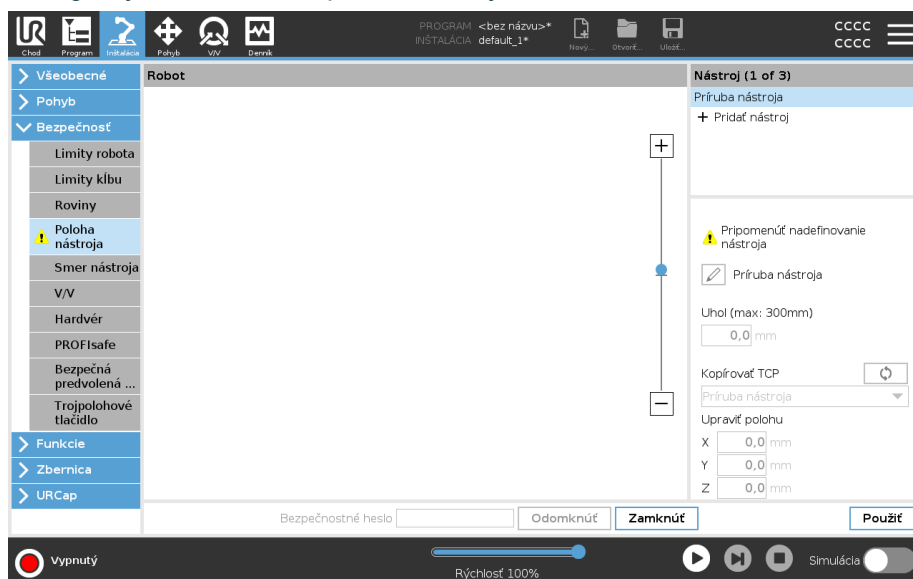 PROGRAM <bez názvu>*
INŠTALÁCIA default_1*
Chod Program Inštalácia Pohyb V/V Denník Nový... Otvoriť... Uložiť...
CCCC
CCCC
Všeobecné
Pohyb
Bezpečnosť
Limity robota
Limity kĺbu
Roviny
Poloha
nástroja
Smer nástroja
V/V
Hardvér
PROFIsafe
Bezpečná
predvolená ...
Trojpolohové
tlačidlo
Funkcie
Zbernica
URCap
Robot
Nástroj (1 of 3)
Príruba nástroja
+ Pridať nástroj
Pripomenúť nadefinovanie
nástroja
Príruba nástroja
Uhol (max: 300mm)
0,0 mm
Kopírovať TCP
Príruba nástroja
Upraviť polohu
X 0,0 mm
Y 0,0 mm
Z 0,0 mm
Bezpečnostné heslo Odomknúť Zamknúť Použiť
Vypnutý
Rýchlosť 100%
Simulácia